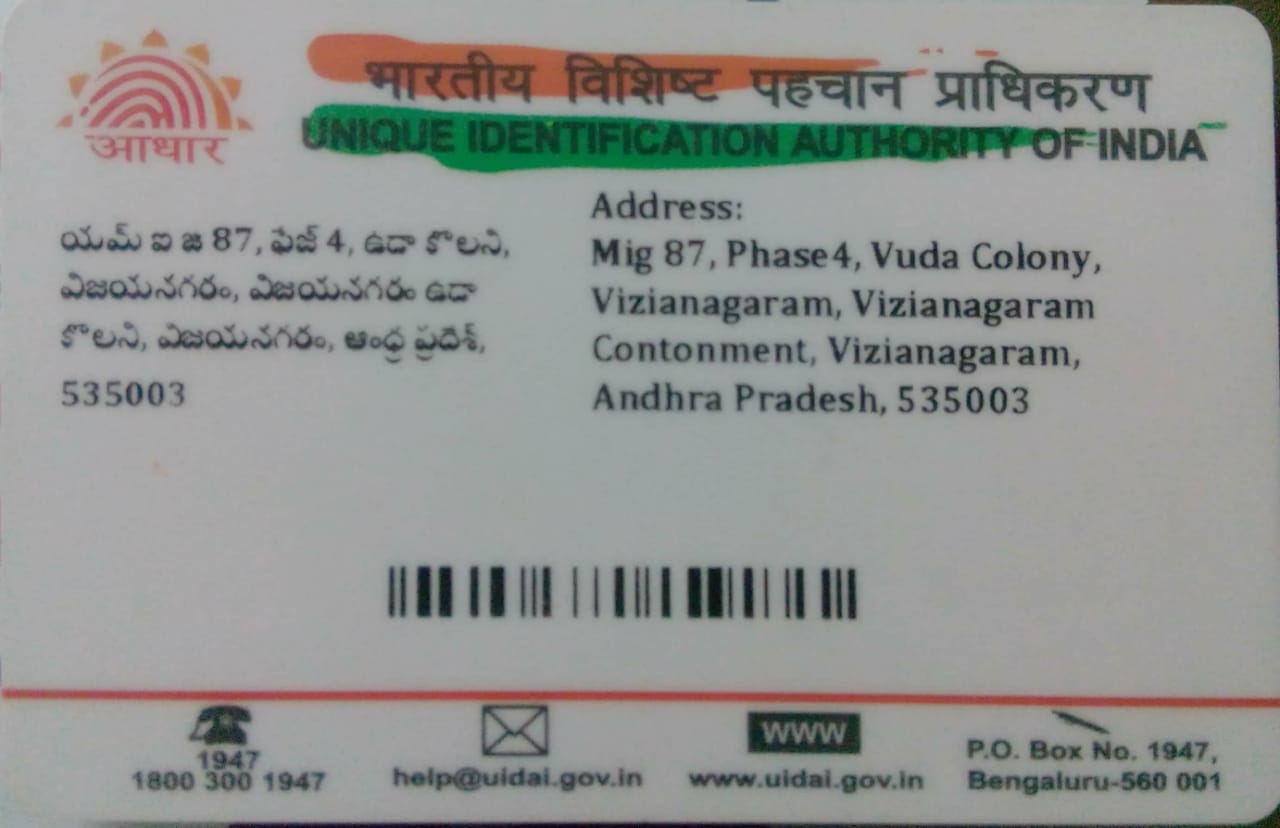 आधार
भारतीय विशिष्ट पहचान प्राधिकरण
UNIQUE IDENTIFICATION AUTHORITY OF INDIA
యమ్ ఐ జి 87, ఫేజ్ 4, ఉడా కొలని,
విజయనగరం, విజయనగరం ఉడా
కొలని, విజయనగరం, ఆంధ్ర ప్రదేశ్,
535003
Address:
Mig 87, Phase4, Vuda Colony,
Vizianagaram, Vizianagaram
Contonment, Vizianagaram,
Andhra Pradesh, 535003
1947
1800 300 1947
help@uidai.gov.in
WWW
www.uidai.gov.in
P.O. Box No. 1947,
Bengaluru-560 001